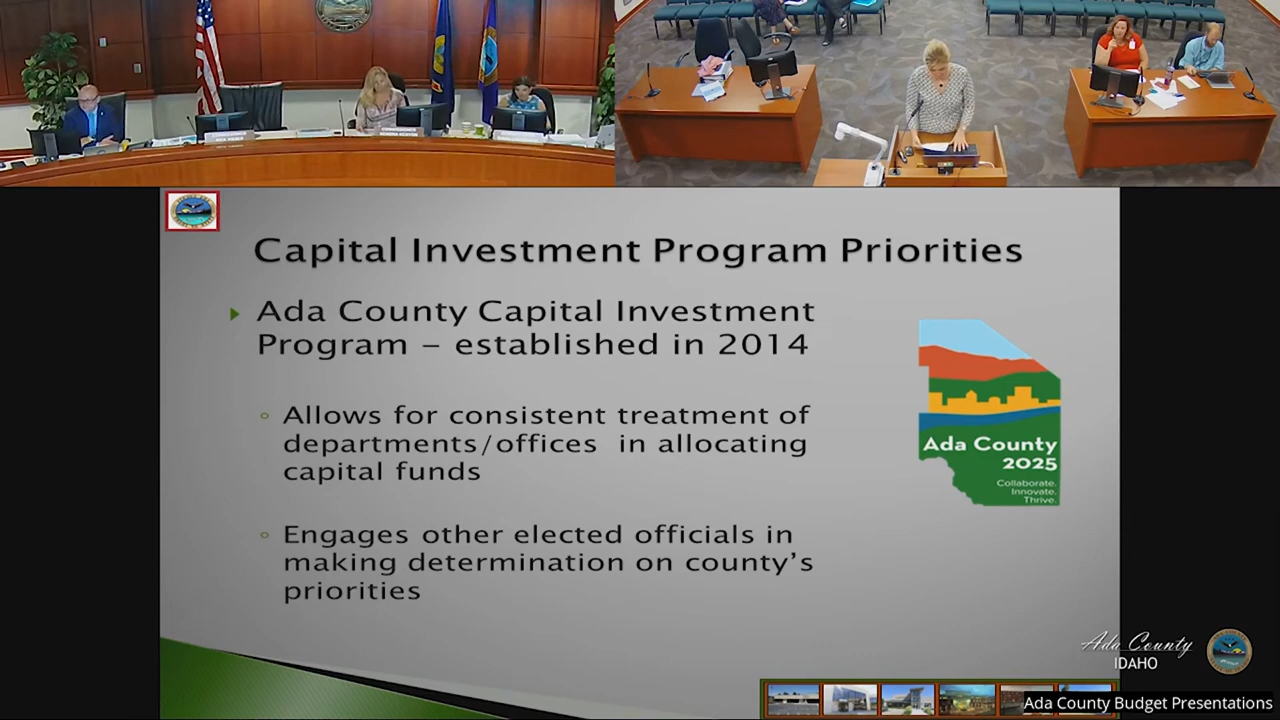 Capital Investment Program Priorities
Ada County Capital Investment
Program – established in 2014
Allows for consistent treatment of
departments/offices in allocating
capital funds
Engages other elected officials in
making determination on county's
priorities
Ada County
2025
Collaborate.
Innovate.
Thrive.
Ada County
IDAHO
Ada County Budget Presentations